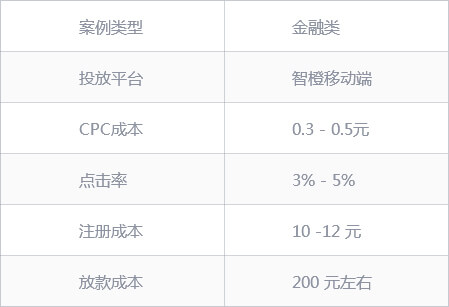 案例类型 金融类
投放平台 智橙移动端
CPC成本 0.3 - 0.5元
点击率 3% - 5%
注册成本 10 -12 元
放款成本 200 元左右